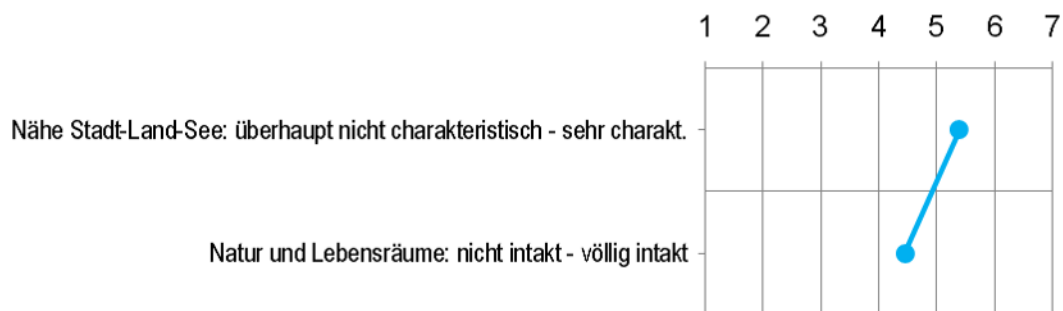 1 2 3 4 5 6 7
Nähe Stadt-Land-See: überhaupt nicht charakteristisch - sehr charakt.
Natur und Lebensräume: nicht intakt - völlig intakt